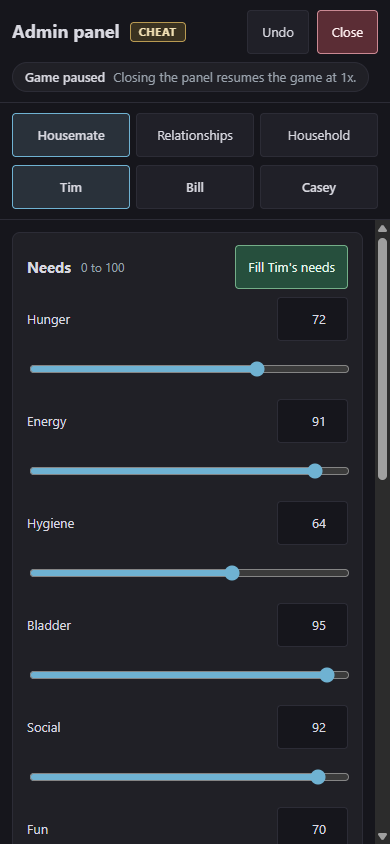 Admin panel CHEAT Undo Close
Game paused Closing the panel resumes the game at 1x.
Housemate Relationships Household
Tim Bill Casey
Needs 0 to 100 Fill Tim's needs
Hunger 72
Energy 91
Hygiene 64
Bladder 95
Social 92
Fun 70